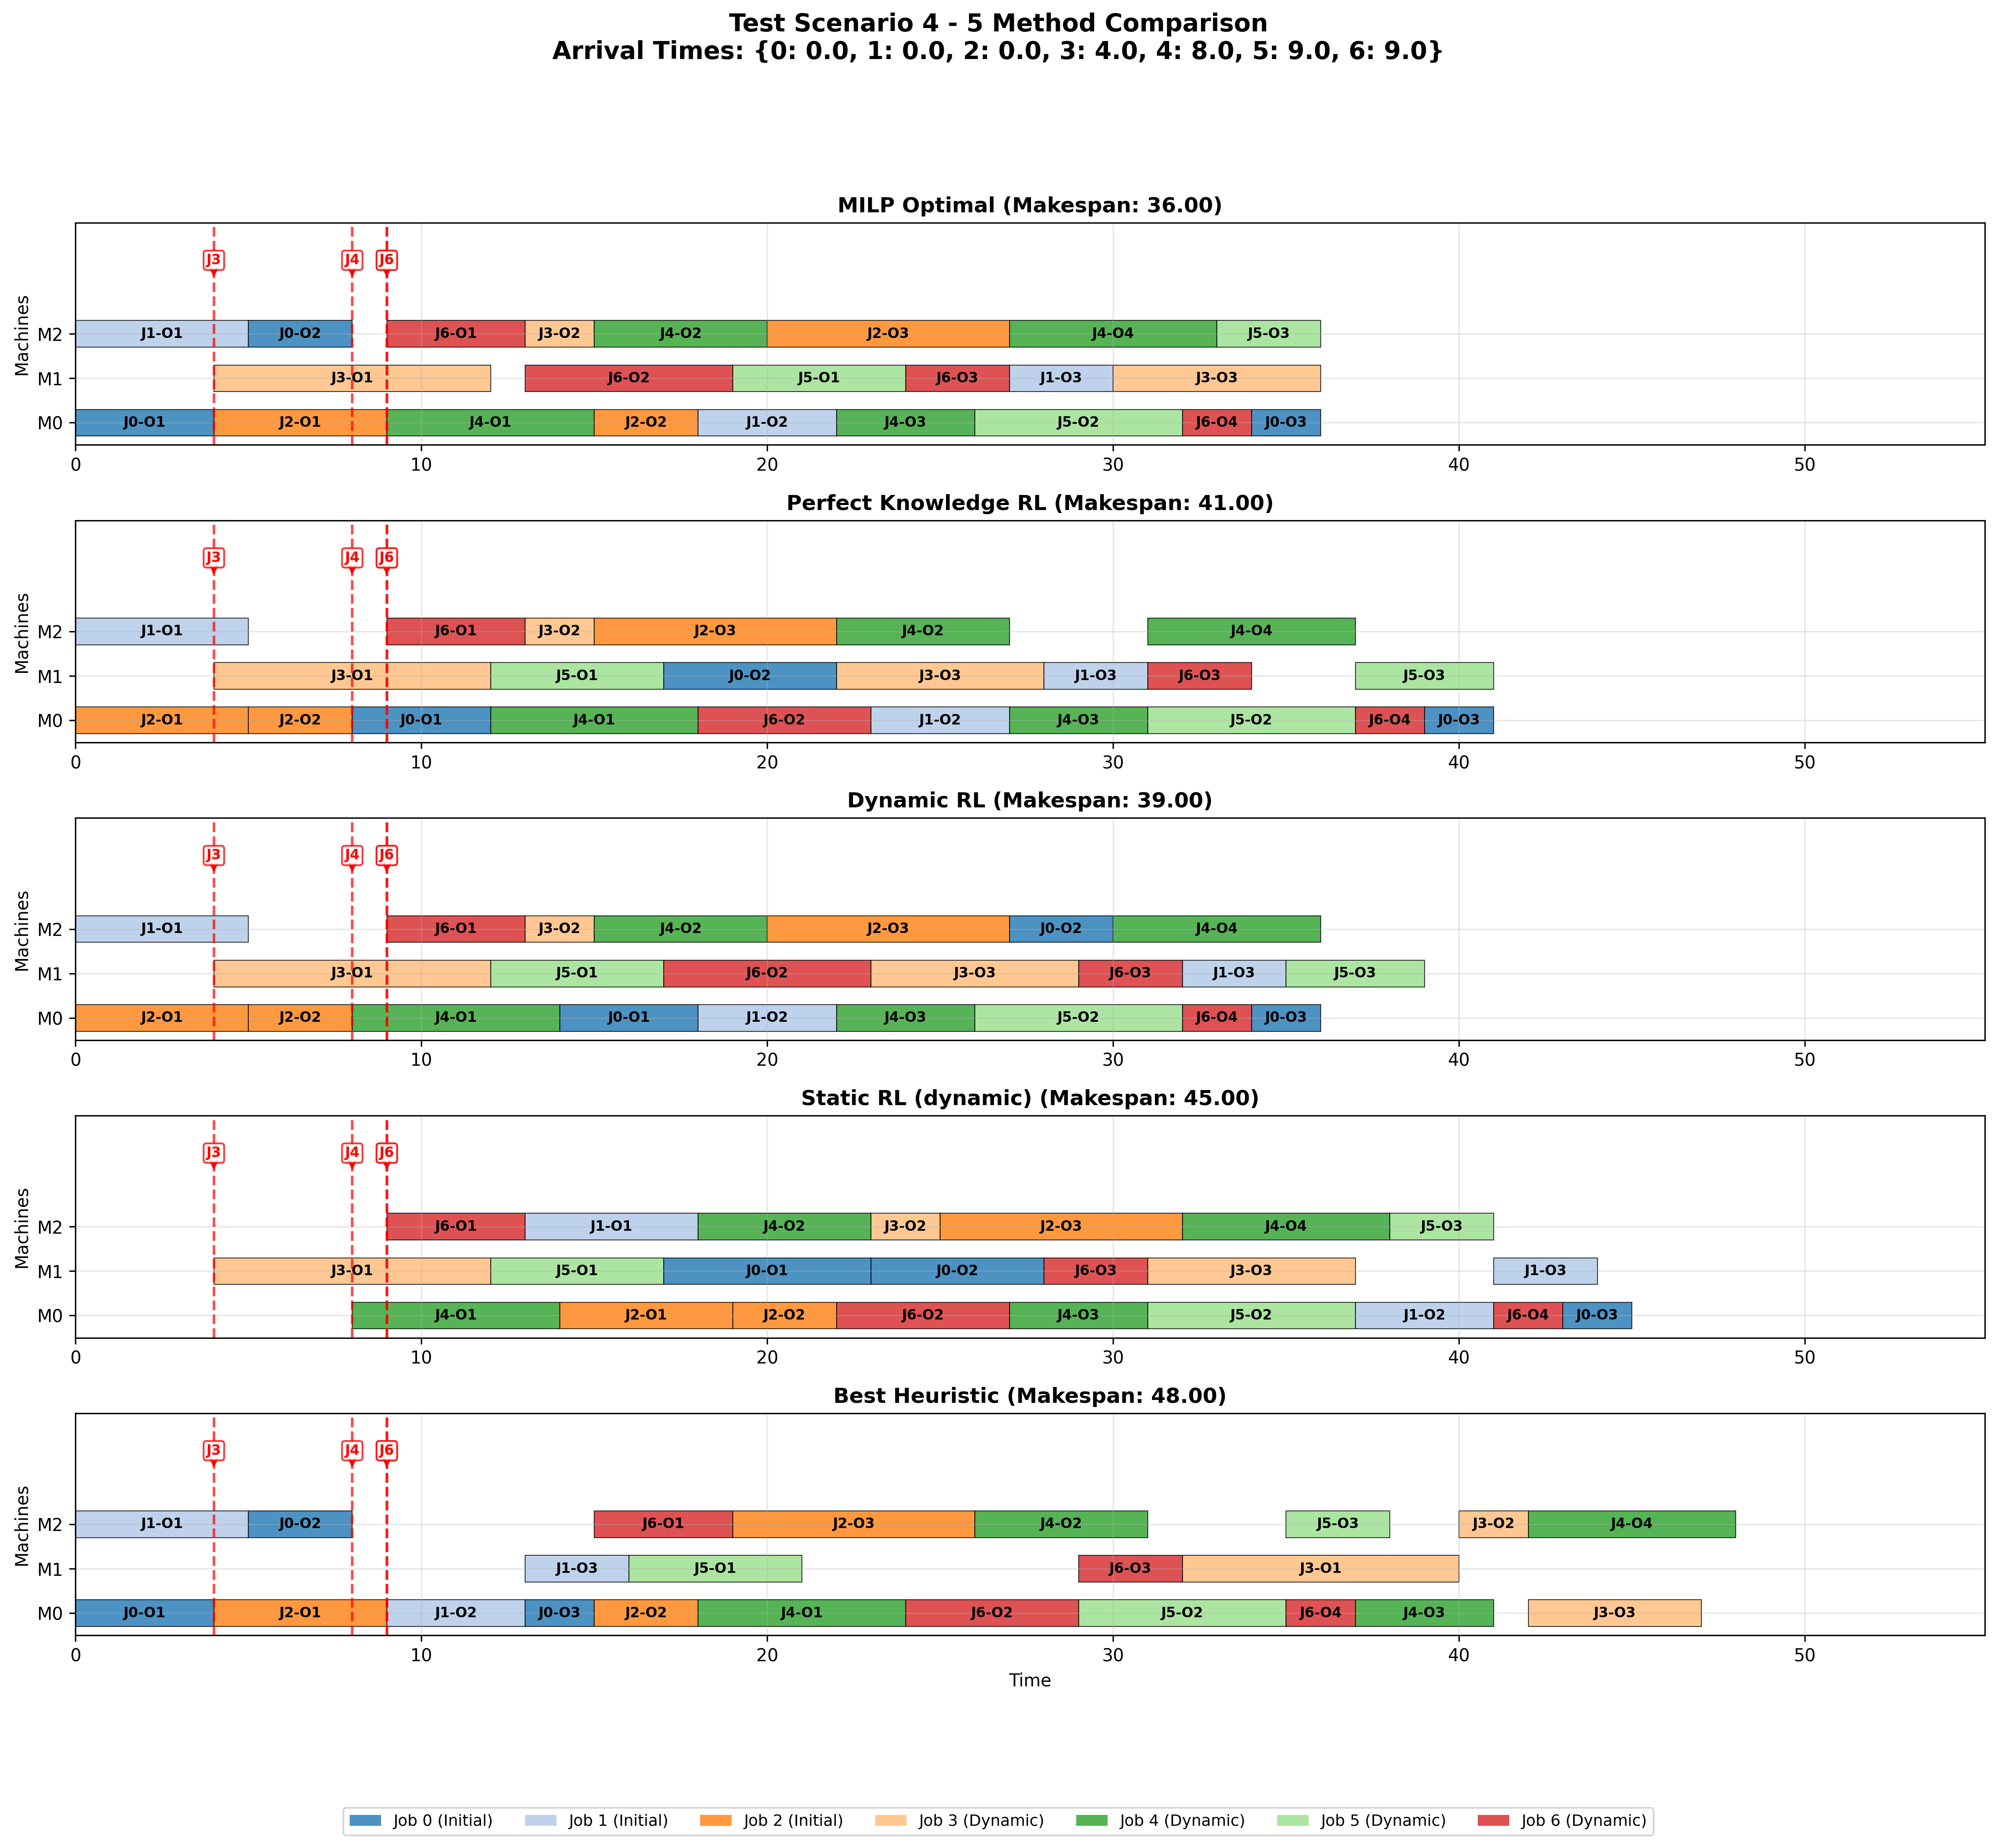 Test Scenario 4 - 5 Method Comparison
Arrival Times: {0: 0.0, 1: 0.0, 2: 0.0, 3: 4.0, 4: 8.0, 5: 9.0, 6: 9.0}
MILP Optimal (Makespan: 36.00)
J3 J4 J6
Machines
M2 J1-O1 J0-O2 J6-O1 J3-O2 J4-O2 J2-O3 J4-O4 J5-O3
M1 J3-O1 J6-O2 J5-O1 J6-O3 J1-O3 J3-O3
M0 J0-O1 J2-O1 J4-O1 J2-O2 J1-O2 J4-O3 J5-O2 J6-O4 J0-O3
0 10 20 30 40 50
Perfect Knowledge RL (Makespan: 41.00)
J3 J4 J6
Machines
M2 J1-O1 J6-O1 J3-O2 J2-O3 J4-O2 J4-O4
M1 J3-O1 J5-O1 J0-O2 J3-O3 J1-O3 J6-O3 J5-O3
M0 J2-O1 J2-O2 J0-O1 J4-O1 J6-O2 J1-O2 J4-O3 J5-O2 J6-O4 J0-O3
0 10 20 30 40 50
Dynamic RL (Makespan: 39.00)
J3 J4 J6
Machines
M2 J1-O1 J6-O1 J3-O2 J4-O2 J2-O3 J0-O2 J4-O4
M1 J3-O1 J5-O1 J6-O2 J3-O3 J6-O3 J1-O3 J5-O3
M0 J2-O1 J2-O2 J4-O1 J0-O1 J1-O2 J4-O3 J5-O2 J6-O4 J0-O3
0 10 20 30 40 50
Static RL (dynamic) (Makespan: 45.00)
J3 J4 J6
Machines
M2 J6-O1 J1-O1 J4-O2 J3-O2 J2-O3 J4-O4 J5-O3
M1 J3-O1 J5-O1 J0-O1 J0-O2 J6-O3 J3-O3 J1-O3
M0 J4-O1 J2-O1 J2-O2 J6-O2 J4-O3 J5-O2 J1-O2 J6-O4 J0-O3
0 10 20 30 40 50
Best Heuristic (Makespan: 48.00)
J3 J4 J6
Machines
M2 J1-O1 J0-O2 J6-O1 J2-O3 J4-O2 J5-O3 J3-O2 J4-O4
M1 J1-O3 J5-O1 J6-O3 J3-O1
M0 J0-O1 J2-O1 J1-O2 J0-O3 J2-O2 J4-O1 J6-O2 J5-O2 J6-O4 J4-O3 J3-O3
0 10 20 30 40 50
Time
Job 0 (Initial) Job 1 (Initial) Job 2 (Initial) Job 3 (Dynamic) Job 4 (Dynamic) Job 5 (Dynamic) Job 6 (Dynamic)